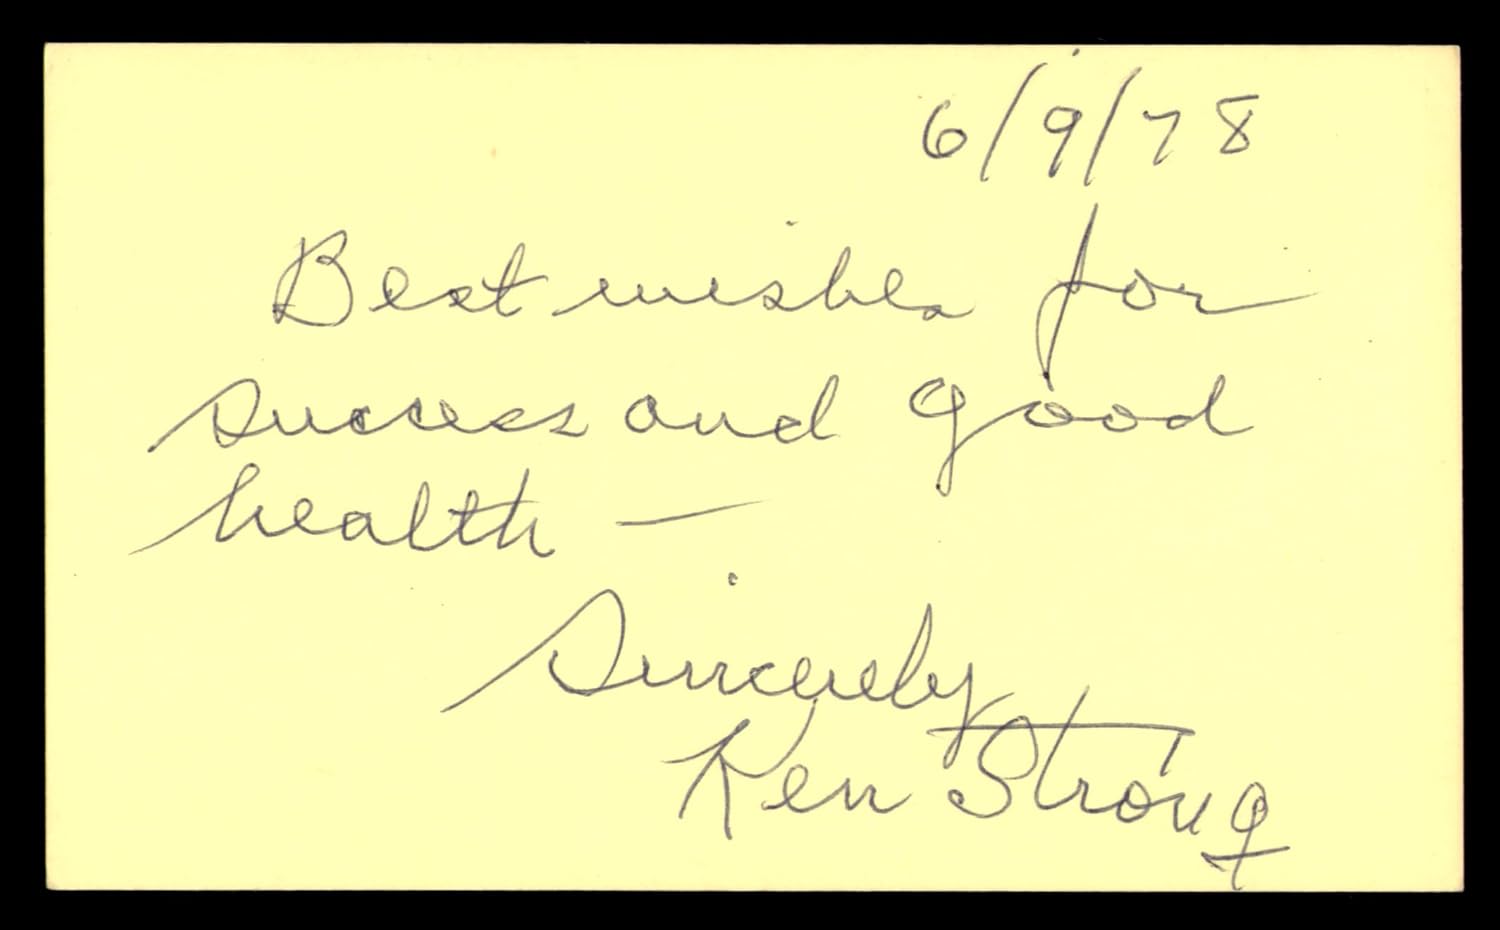 6/9/78
Best wishes for
success and good
health —
Sincerely
Ken Strong